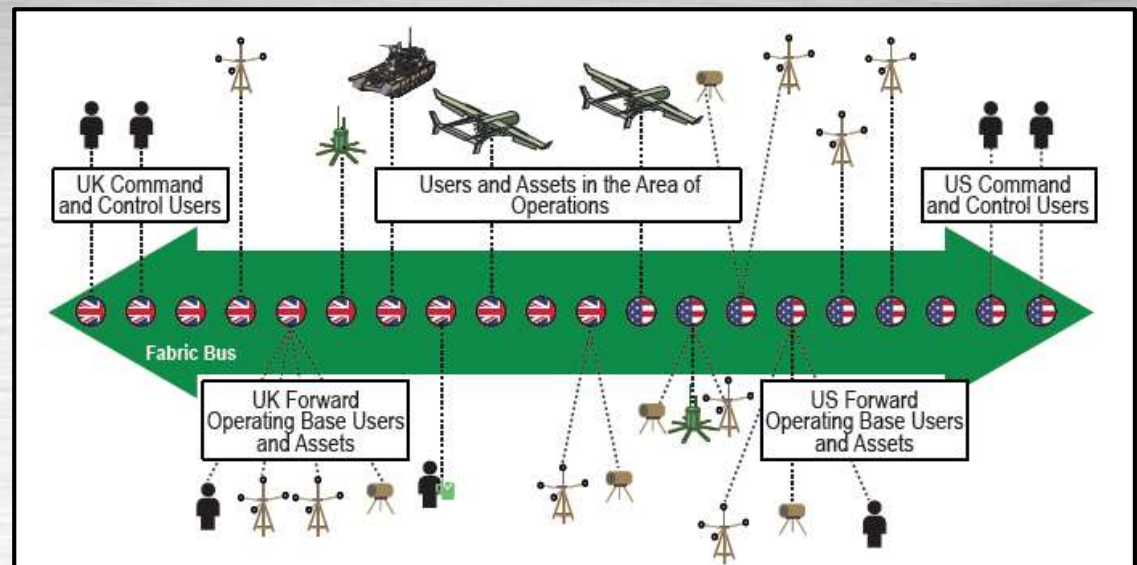 UK Command
and Control Users
Users and Assets in the Area of
Operations
US Command
and Control Users
Fabric Bus
UK Forward
Operating Base Users
and Assets
US Forward
Operating Base Users
and Assets